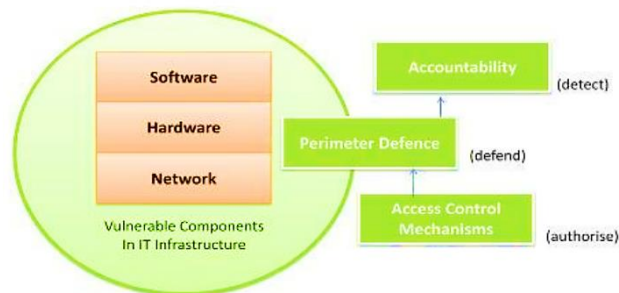 Software
Hardware
Network
Vulnerable Components
In IT Infrastructure
Accountability
(detect)
Perimeter Defence
(defend)
Access Control
Mechanisms
(authorise)